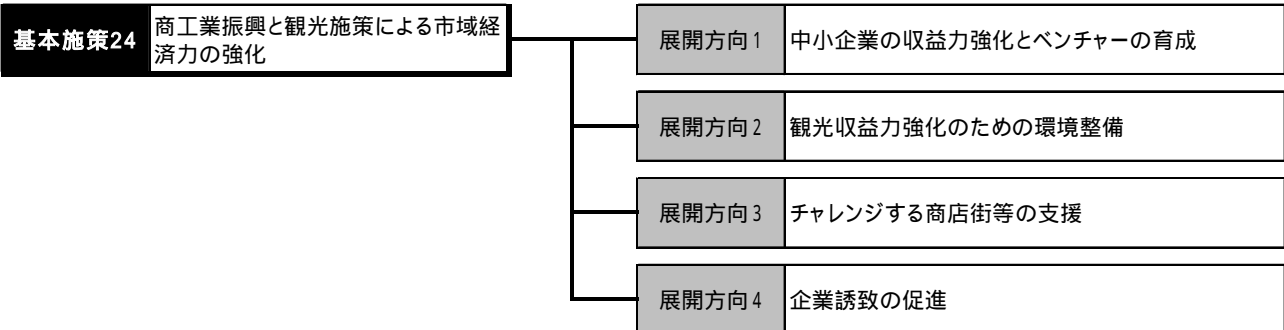 基本施策24
商工業振興と観光施策による市域経
済力の強化
展開方向1
中小企業の収益力強化とベンチャーの育成
展開方向2
観光収益力強化のための環境整備
展開方向3
チャレンジする商店街等の支援
展開方向4
企業誘致の促進